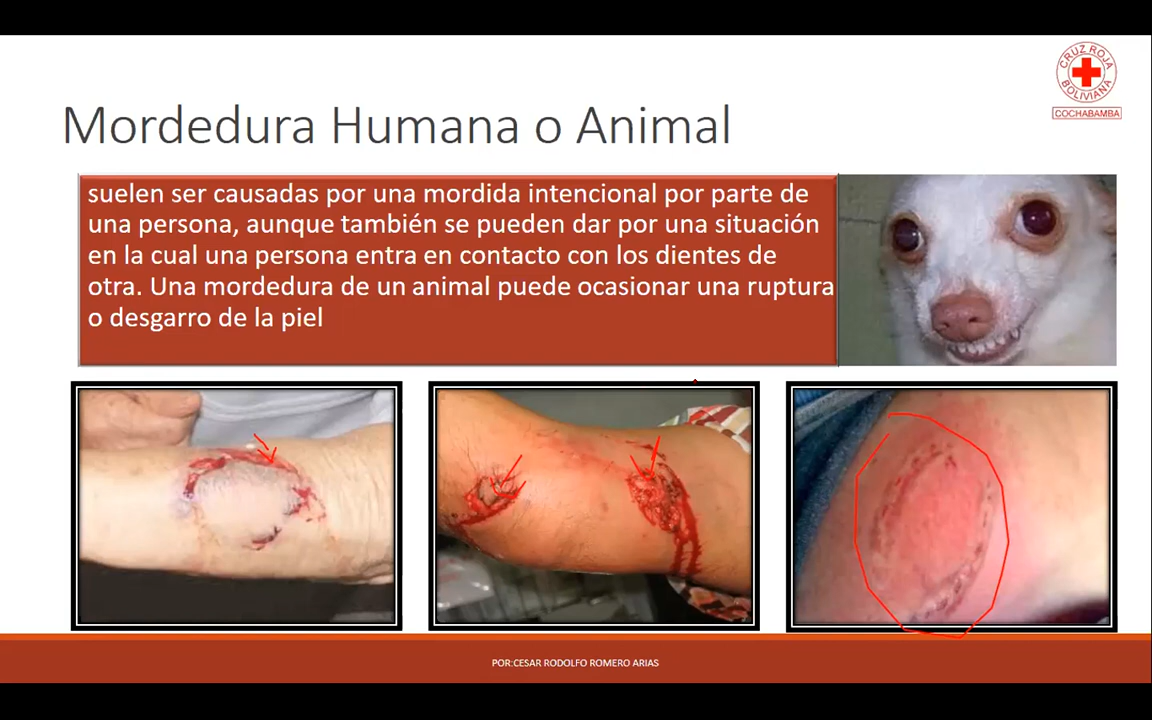 CRUZ ROJA
BOLIVIANA
COCHABAMBA
Mordedura Humana o Animal
suelen ser causadas por una mordida intencional por parte de
una persona, aunque también se pueden dar por una situación
en la cual una persona entra en contacto con los dientes de
otra. Una mordedura de un animal puede ocasionar una ruptura
o desgarro de la piel
POR:CESAR RODOLFO ROMERO ARIAS